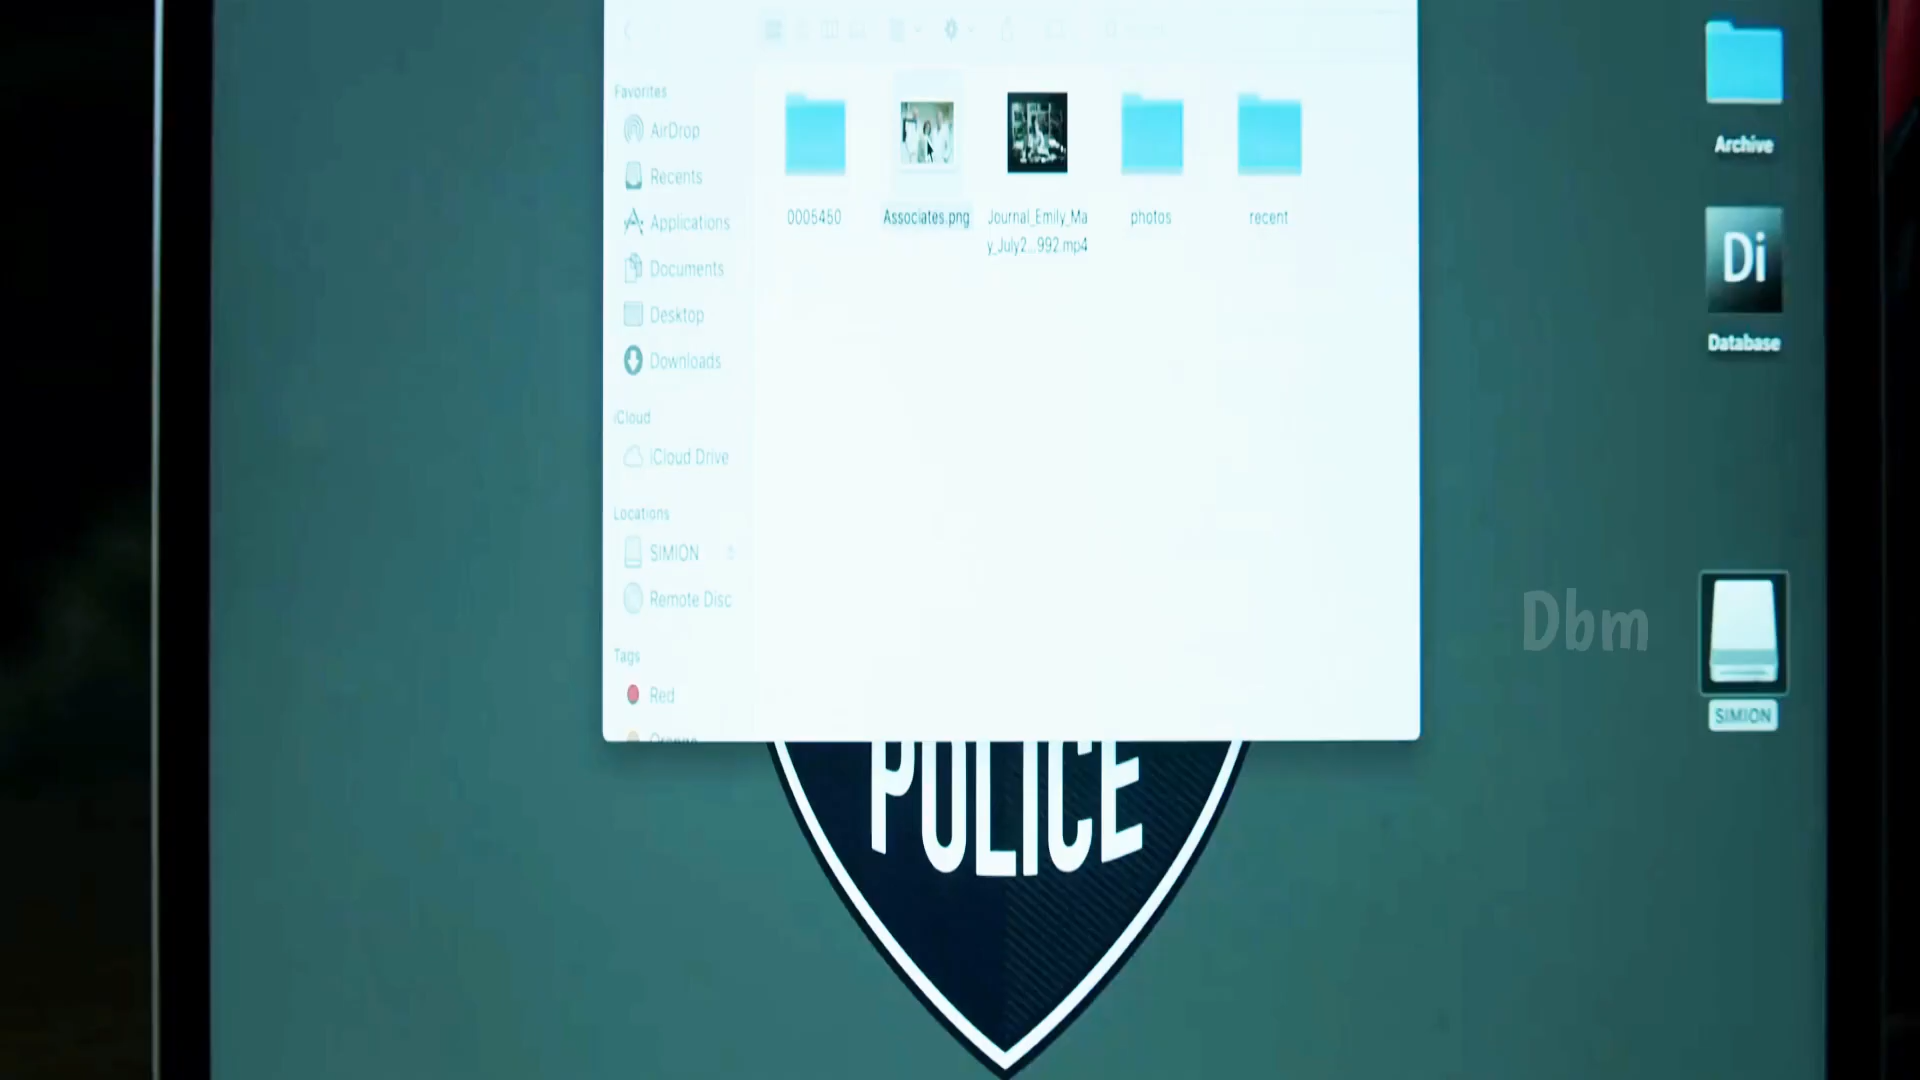 Favorites
AirDrop
Recents
Applications
Documents
Desktop
Downloads
iCloud
iCloud Drive
Locations
SIMION
Remote Disc
Tags
Red
Orange
0005450
Associates.png
Journal_Emily_Ma
y_July2...992.mp4
photos
recent
Archive
Di
Database
Dbm
SIMION
POLICE